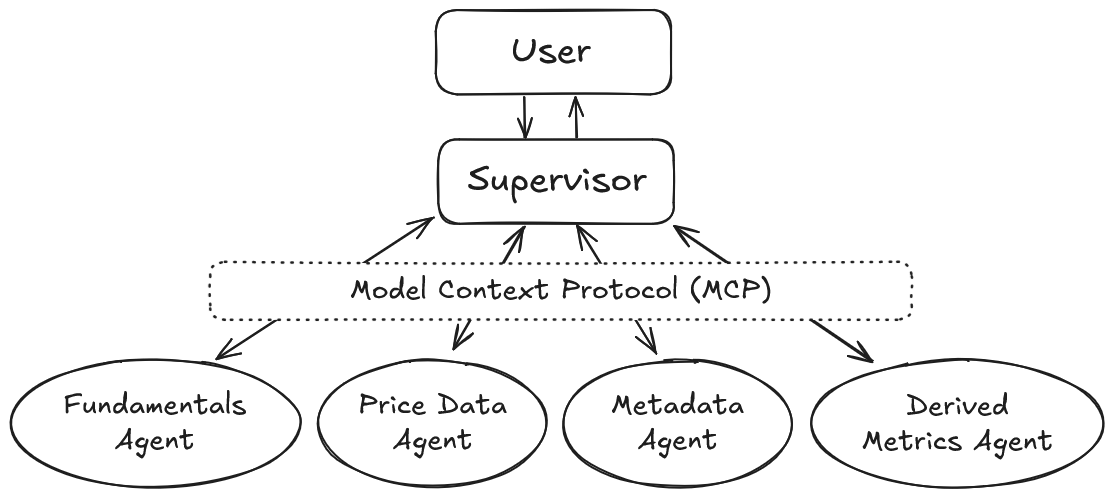 User
Supervisor
Model Context Protocol (MCP)
Fundamentals
Agent
Price Data
Agent
Metadata
Agent
Derived
Metrics Agent